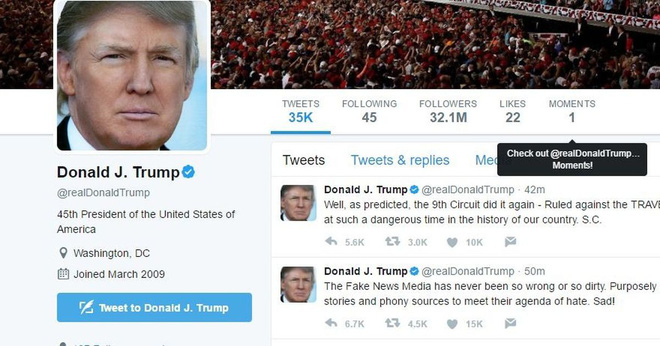 TWEETS FOLLOWING FOLLOWERS LIKES MOMENTS
35K 45 32.1M 22 1
Check out @realDonaldTrump...
Moments!
Donald J. Trump
@realDonaldTrump
45th President of the United States of
America
Washington, DC
Joined March 2009
Tweet to Donald J. Trump
Tweets Tweets & replies
Donald J. Trump @realDonaldTrump · 42m
Well, as predicted, the 9th Circuit did it again - Ruled against the TRAVE
at such a dangerous time in the history of our country. S.C.
5.6K 3.0K 10K
Donald J. Trump @realDonaldTrump · 50m
The Fake News Media has never been so wrong or so dirty. Purposely
stories and phony sources to meet their agenda of hate. Sad!
6.7K 4.5K 15K